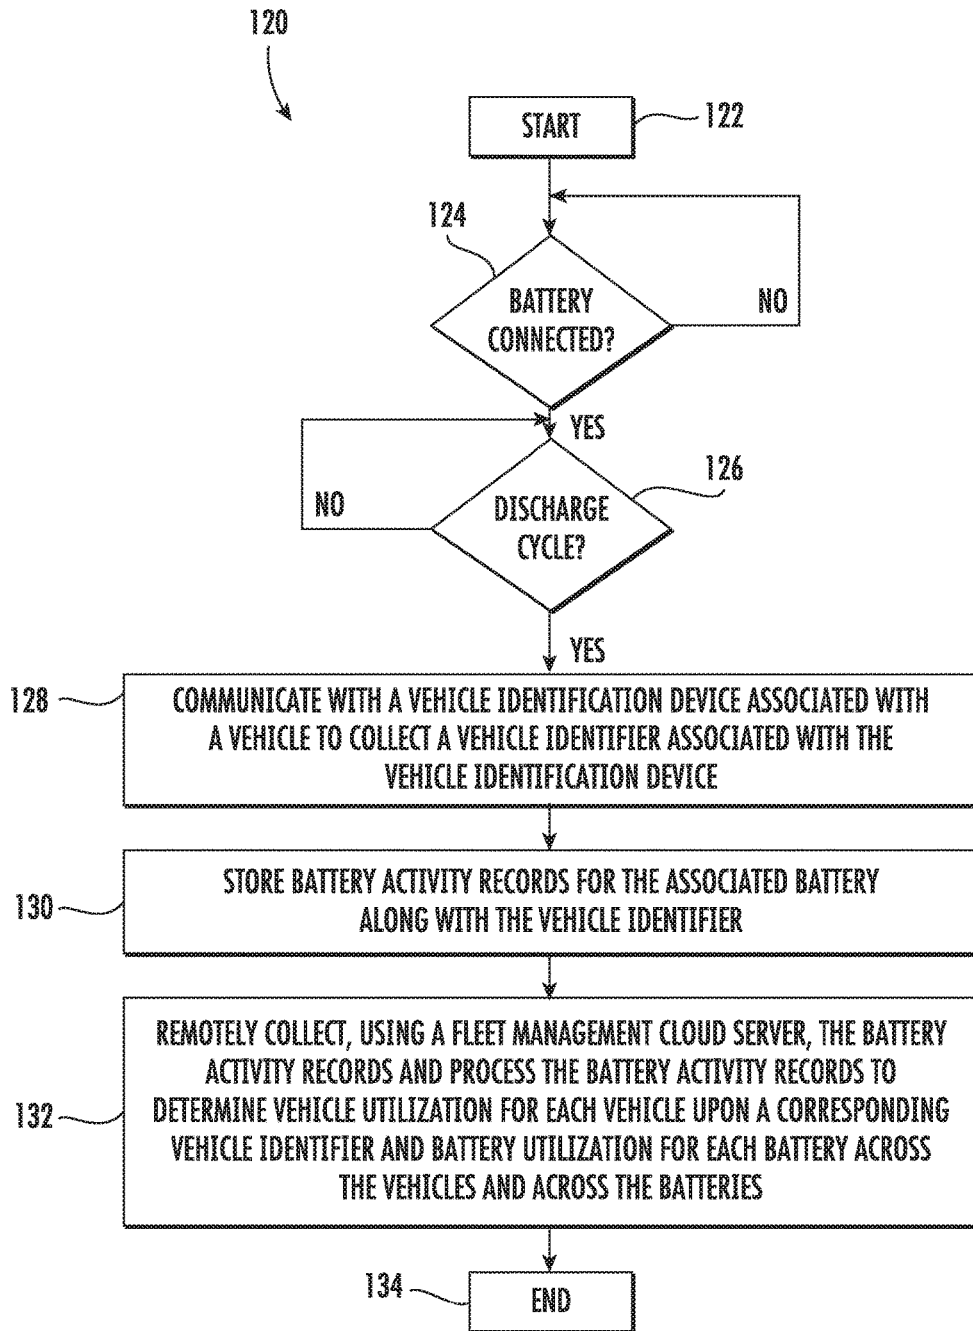 120
START
122
124
BATTERY
CONNECTED?
NO
YES
126
DISCHARGE
CYCLE?
NO
YES
128
COMMUNICATE WITH A VEHICLE IDENTIFICATION DEVICE ASSOCIATED WITH
A VEHICLE TO COLLECT A VEHICLE IDENTIFIER ASSOCIATED WITH THE
VEHICLE IDENTIFICATION DEVICE
130
STORE BATTERY ACTIVITY RECORDS FOR THE ASSOCIATED BATTERY
ALONG WITH THE VEHICLE IDENTIFIER
132
REMOTELY COLLECT, USING A FLEET MANAGEMENT CLOUD SERVER, THE BATTERY
ACTIVITY RECORDS AND PROCESS THE BATTERY ACTIVITY RECORDS TO
DETERMINE VEHICLE UTILIZATION FOR EACH VEHICLE UPON A CORRESPONDING
VEHICLE IDENTIFIER AND BATTERY UTILIZATION FOR EACH BATTERY ACROSS
THE VEHICLES AND ACROSS THE BATTERIES
134
END